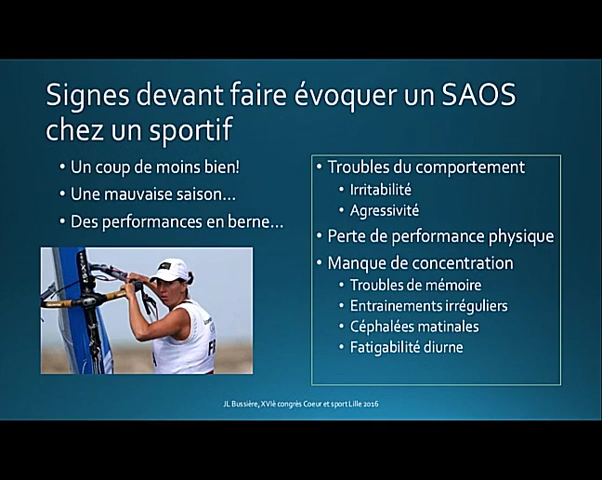 Signes devant faire évoquer un SAOS
chez un sportif
• Un coup de moins bien!
• Une mauvaise saison...
• Des performances en berne...
• Troubles du comportement
• Irritabilité
• Agressivité
• Perte de performance physique
• Manque de concentration
• Troubles de mémoire
• Entrainements irréguliers
• Céphalées matinales
• Fatigabilité diurne
JL Bussière, XVIè congrès Coeur et sport Lille 2016